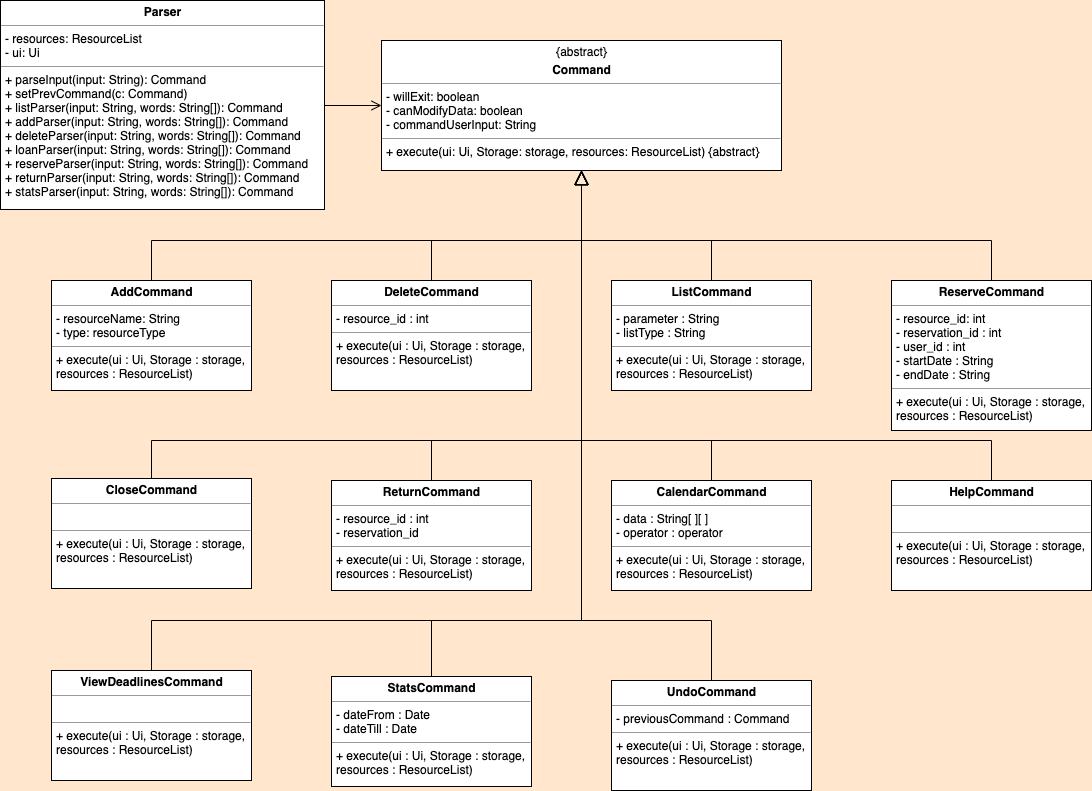 Parser
- resources: ResourceList
- ui: Ui
+ parseInput(input: String): Command
+ setPrevCommand(c: Command)
+ listParser(input: String, words: String[]): Command
+ addParser(input: String, words: String[]): Command
+ deleteParser(input: String, words: String[]): Command
+ loanParser(input: String, words: String[]): Command
+ reserveParser(input: String, words: String[]): Command
+ returnParser(input: String, words: String[]): Command
+ statsParser(input: String, words: String[]): Command
{abstract}
Command
- willExit: boolean
- canModifyData: boolean
- commandUserInput: String
+ execute(ui: Ui, Storage: storage, resources: ResourceList) {abstract}
AddCommand
- resourceName: String
- type: resourceType
+ execute(ui : Ui, Storage : storage,
resources : ResourceList)
DeleteCommand
- resource_id : int
+ execute(ui : Ui, Storage : storage,
resources : ResourceList)
ListCommand
- parameter : String
- listType : String
+ execute(ui : Ui, Storage : storage,
resources : ResourceList)
ReserveCommand
- resource_id: int
- reservation_id : int
- user_id : int
- startDate : String
- endDate : String
+ execute(ui : Ui, Storage : storage,
resources : ResourceList)
CloseCommand
+ execute(ui : Ui, Storage : storage,
resources : ResourceList)
ReturnCommand
- resource_id : int
- reservation_id
+ execute(ui : Ui, Storage : storage,
resources : ResourceList)
CalendarCommand
- data : String[ ][ ]
- operator : operator
+ execute(ui : Ui, Storage : storage,
resources : ResourceList)
HelpCommand
+ execute(ui : Ui, Storage : storage,
resources : ResourceList)
ViewDeadlinesCommand
+ execute(ui : Ui, Storage : storage,
resources : ResourceList)
StatsCommand
- dateFrom : Date
- dateTill : Date
+ execute(ui : Ui, Storage : storage,
resources : ResourceList)
UndoCommand
- previousCommand : Command
+ execute(ui : Ui, Storage : storage,
resources : ResourceList)